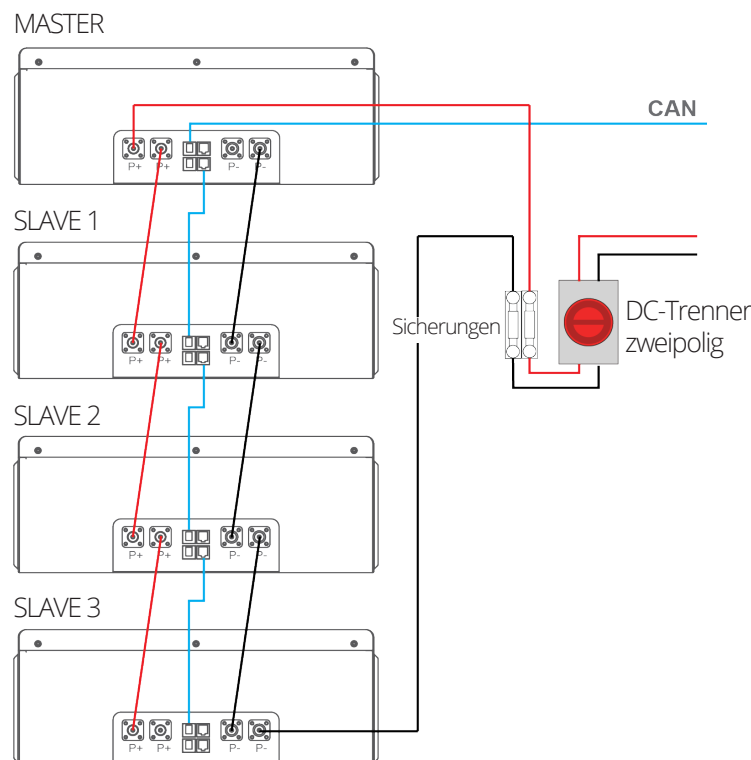 MASTER
CAN
P+ P+ P- P-
SLAVE 1
Sicherungen
DC-Trenner
zweipolig
P+ P+ P- P-
SLAVE 2
P+ P+ P- P-
SLAVE 3
P+ P+ P- P-